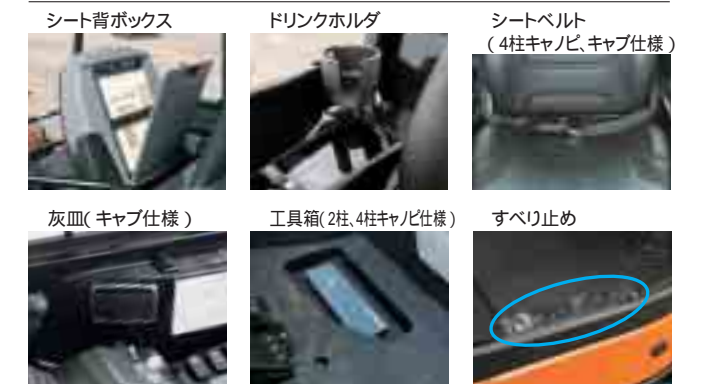 シート背ボックス
ドリンクホルダ
シートベルト
(4柱キャノピ、キャブ仕様)
灰皿(キャブ仕様)
工具箱(2柱、4柱キャノピ仕様)
すべり止め